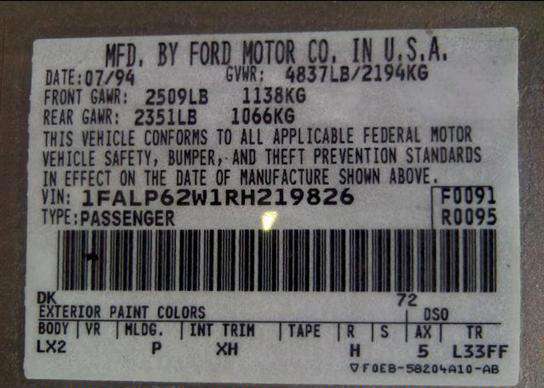 MFD. BY FORD MOTOR CO. IN U.S.A.
DATE:07/94 GVWR: 4837LB/2194KG
FRONT GAWR: 2509LB 1138KG
REAR GAWR: 2351LB 1066KG
THIS VEHICLE CONFORMS TO ALL APPLICABLE FEDERAL MOTOR
VEHICLE SAFETY, BUMPER, AND THEFT PREVENTION STANDARDS
IN EFFECT ON THE DATE OF MANUFACTURE SHOWN ABOVE.
VIN: 1FALP62W1RH219826 F0091
TYPE:PASSENGER R0095
DK 72
EXTERIOR PAINT COLORS DSO
BODY VR MLDG. INT TRIM TAPE R S AX TR
LX2 P XH H 5 L33FF
▽F0EB-58204A10-AB